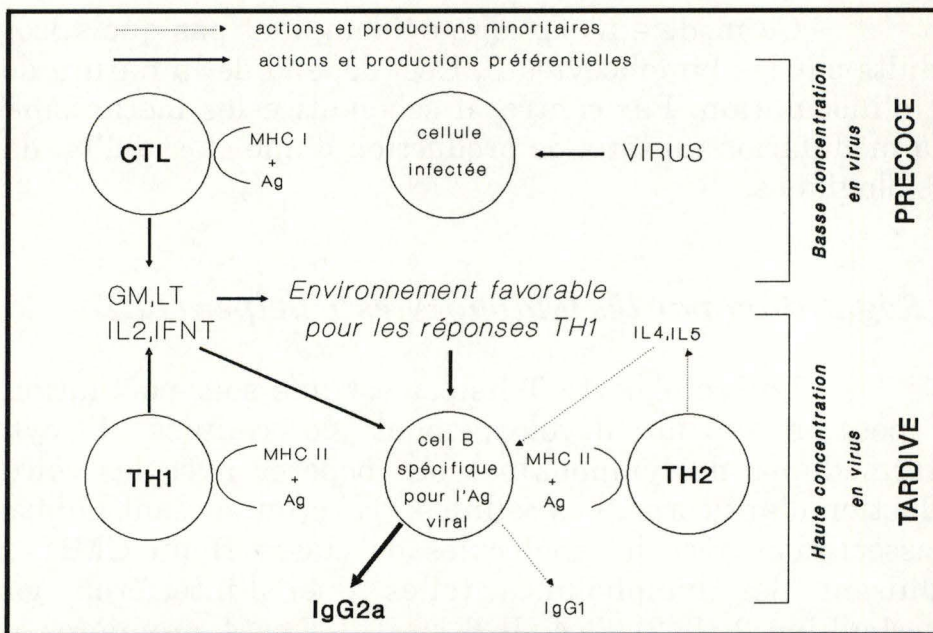 actions et productions minoritaires
actions et productions préférentielles
CTL
MHC I
+
Ag
cellule
infectée
VIRUS
Basse concentration
en virus
PRECOCE
GM,LT
IL2,IFNT
Environnement favorable
pour les réponses TH1
IL4,IL5
TH1
MHC II
+
Ag
cell B
spécifique
pour l'Ag
viral
MHC II
+
Ag
TH2
Haute concentration
en virus
TARDIVE
IgG2a
IgG1